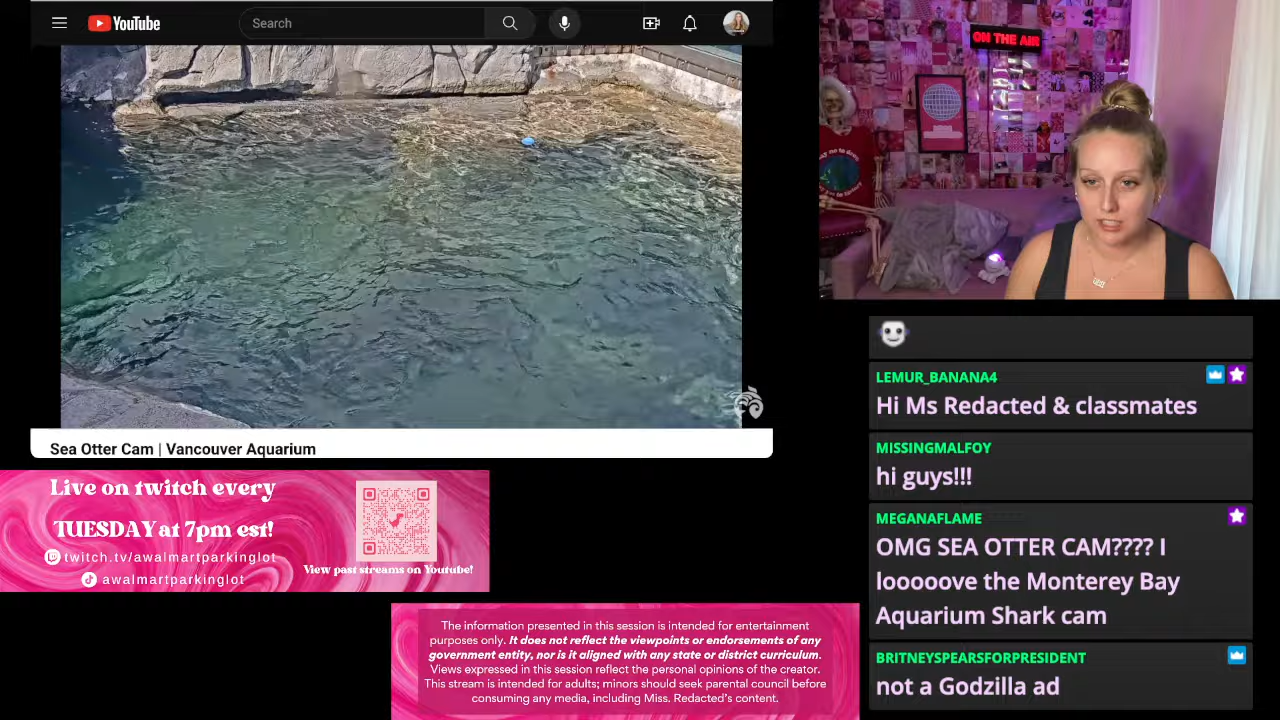 YouTube
Search
ON THE AIR
Sea Otter Cam | Vancouver Aquarium
Live on twitch every
TUESDAY at 7pm est!
twitch.tv/awalmartparkinglot
awalmartparkinglot
View past streams on Youtube!
The information presented in this session is intended for entertainment
purposes only. It does not reflect the viewpoints or endorsements of any
government entity, nor is it aligned with any state or district curriculum.
Views expressed in this session reflect the personal opinions of the creator.
This stream is intended for adults; minors should seek parental council before
consuming any media, including Miss. Redacted's content.
LEMUR_BANANA4
Hi Ms Redacted & classmates
MISSINGMALFOY
hi guys!!!
MEGANAFLAME
OMG SEA OTTER CAM???? I
looooove the Monterey Bay
Aquarium Shark cam
BRITNEYSPEARSFORPRESIDENT
not a Godzilla ad